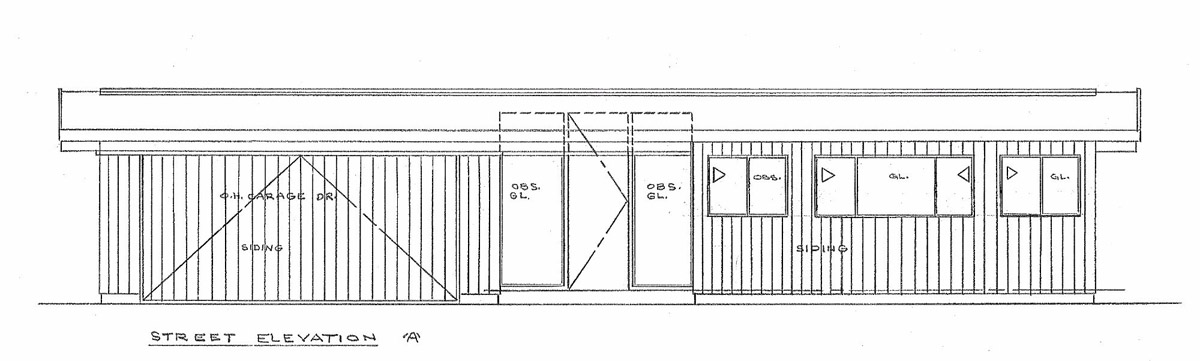 O.H. GARAGE DR.
SIDING
OBS.
GL.
OBS.
GL.
OBS.
GL.
GL.
SIDING
STREET ELEVATION 'A'